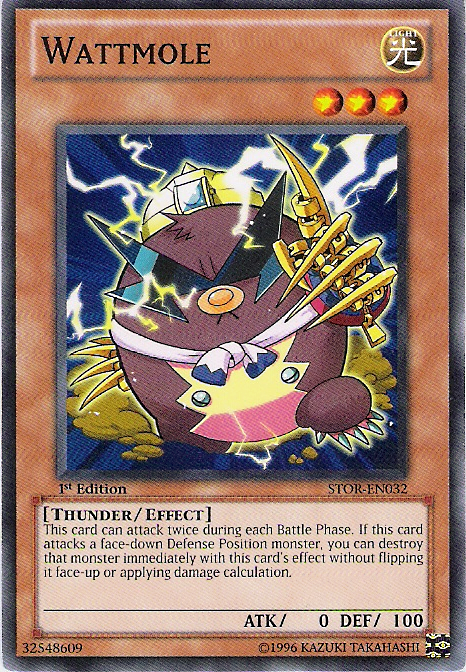 WATTMOLE
LIGHT
光
1st Edition
STOR-EN032
[THUNDER/EFFECT]
This card can attack twice during each Battle Phase. If this card
attacks a face-down Defense Position monster, you can destroy
that monster immediately with this card's effect without flipping
it face-up or applying damage calculation.
ATK/ 0 DEF/ 100
32548609
©1996 KAZUKI TAKAHASHI